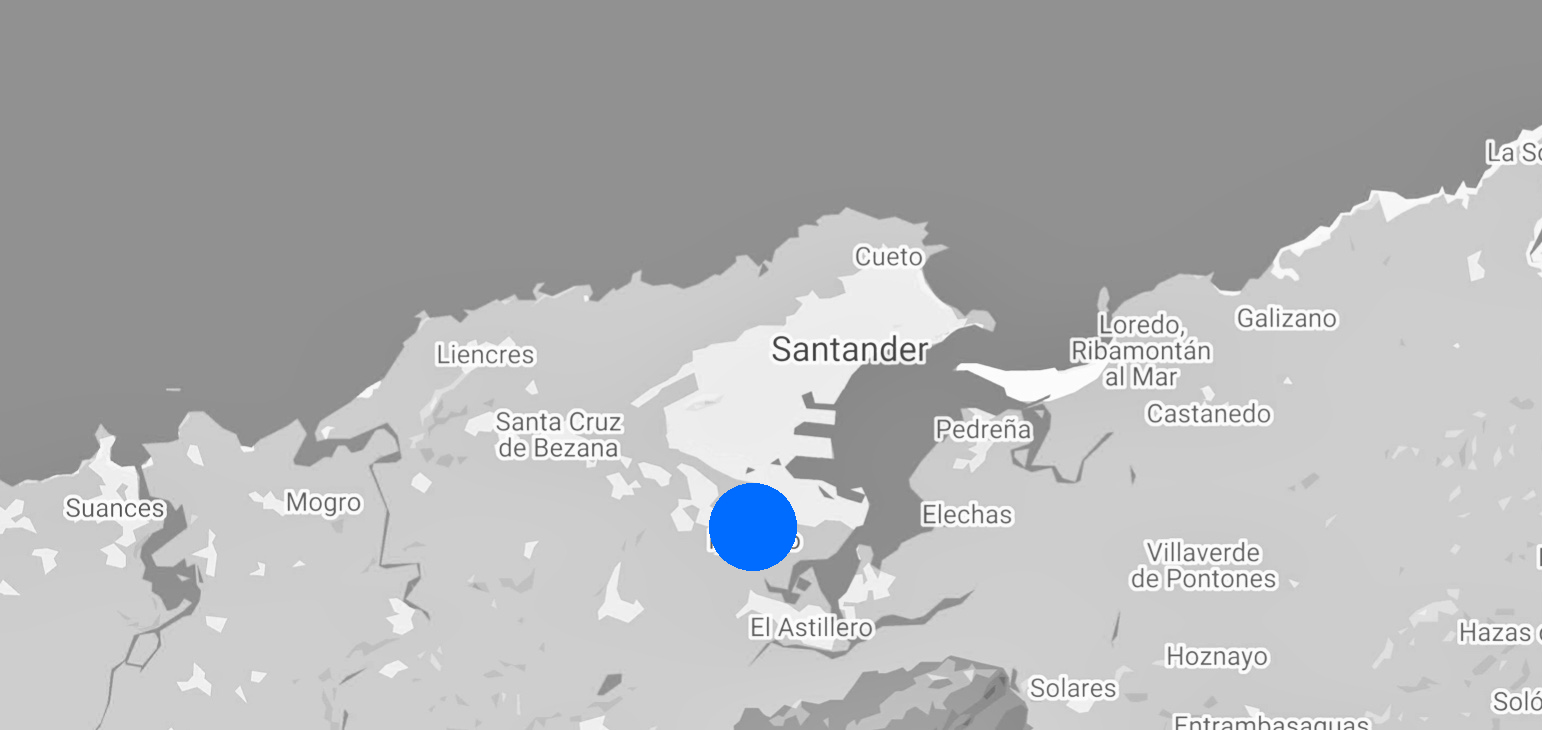 La So
Cueto
Galizano
Loredo,
Ribamontán
al Mar
Santander
Liencres
Castanedo
Santa Cruz
de Bezana
Pedreña
Mogro
Suances
Elechas
Villaverde
de Pontones
El Astillero
Hazas
Hoznayo
Solares
Soló
Entrambasaguas